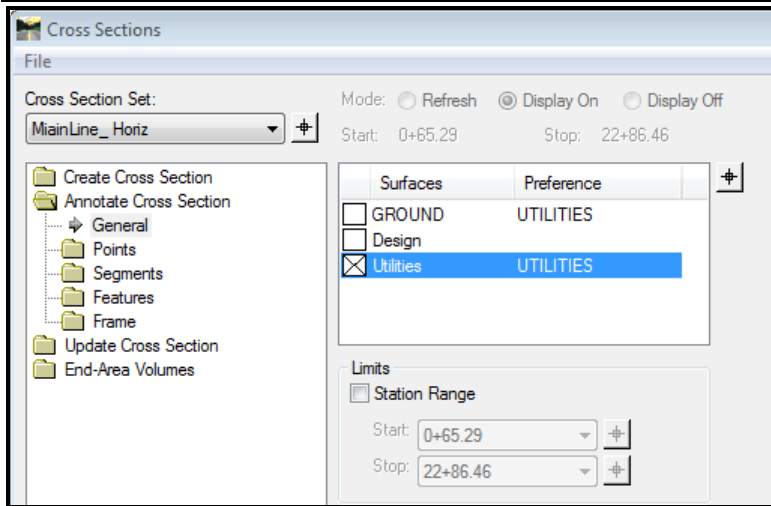 Cross Sections
File
Cross Section Set:
MiainLine_ Horiz
Mode: Refresh Display On Display Off
Start: 0+65.29 Stop: 22+86.46
Create Cross Section
Annotate Cross Section
General
Points
Segments
Features
Frame
Update Cross Section
End-Area Volumes
Surfaces Preference
GROUND UTILITIES
Design
Utilities UTILITIES
Limits
Station Range
Start: 0+65.29
Stop: 22+86.46